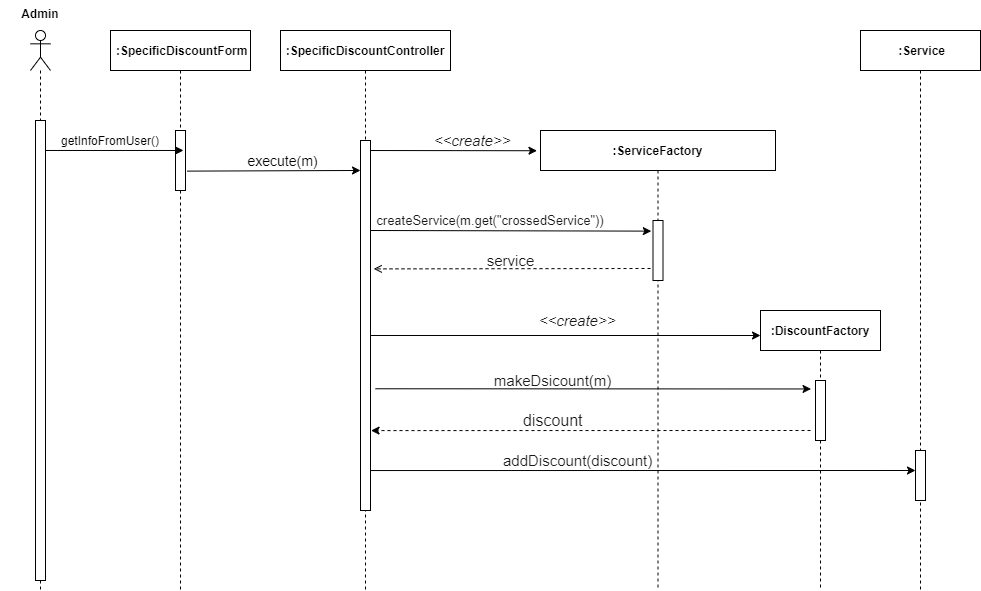 Admin
:SpecificDiscountForm
:SpecificDiscountController
:Service
getInfoFromUser()
<<create>>
:ServiceFactory
execute(m)
createService(m.get("crossedService"))
service
<<create>>
:DiscountFactory
makeDsicount(m)
discount
addDiscount(discount)